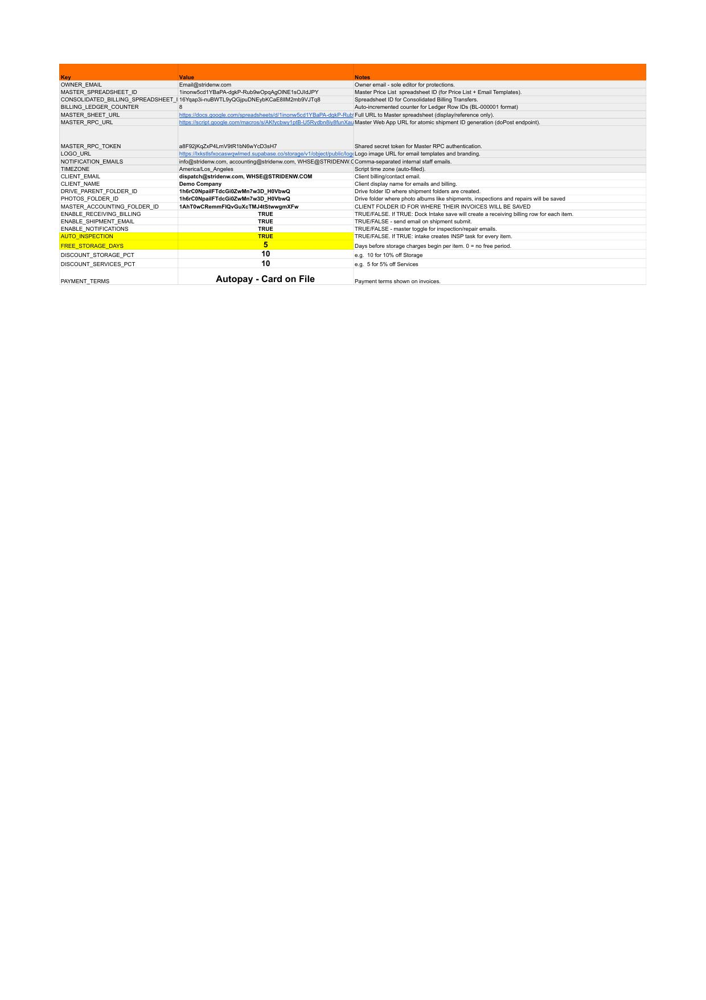 Key Value Notes
OWNER_EMAIL Email@stridenw.com Owner email - sole editor for protections.
MASTER_SPREADSHEET_ID 1inonw5cd1YBaPA-dgkP-Rub9wOpqAgOlNE1sOJIdJPY Master Price List  spreadsheet ID (for Price List + Email Templates).
CONSOLIDATED_BILLING_SPREADSHEET_I 16Yqap3i-nuBWTL9yQGjpuDNEybKCaE8IlM2mb9VJTq8 Spreadsheet ID for Consolidated Billing Transfers.
BILLING_LEDGER_COUNTER 8 Auto-incremented counter for Ledger Row IDs (BL-000001 format)
MASTER_SHEET_URL https://docs.google.com/spreadsheets/d/1inonw5cd1YBaPA-dgkP-Rub Full URL to Master spreadsheet (display/reference only).
MASTER_RPC_URL https://script.google.com/macros/s/AKfycbwy1ptB-U5Rydbn8iy8funXau Master Web App URL for atomic shipment ID generation (doPost endpoint).
MASTER_RPC_TOKEN a8F92jKqZxP4LmV9tR1bN6wYcD3sH7 Shared secret token for Master RPC authentication.
LOGO_URL https://lxkstlsfxocaswqwlmed.supabase.co/storage/v1/object/public/logo Logo image URL for email templates and branding.
NOTIFICATION_EMAILS info@stridenw.com, accounting@stridenw.com, WHSE@STRIDENW.C Comma-separated internal staff emails.
TIMEZONE America/Los_Angeles Script time zone (auto-filled).
CLIENT_EMAIL dispatch@stridenw.com, WHSE@STRIDENW.COM Client billing/contact email.
CLIENT_NAME Demo Company Client display name for emails and billing.
DRIVE_PARENT_FOLDER_ID 1h6rC0NpailFTdcGi0ZwMn7w3D_H0VbwQ Drive folder ID where shipment folders are created.
PHOTOS_FOLDER_ID 1h6rC0NpailFTdcGi0ZwMn7w3D_H0VbwQ Drive folder where photo albums like shipments, inspections and repairs will be saved
MASTER_ACCOUNTING_FOLDER_ID 1AhT0wCRemmFIQvGuXcTMJ4tStwwgmXFw CLIENT FOLDER ID FOR WHERE THEIR INVOICES WILL BE SAVED
ENABLE_RECEIVING_BILLING TRUE TRUE/FALSE. If TRUE: Dock Intake save will create a receiving billing row for each item.
ENABLE_SHIPMENT_EMAIL TRUE TRUE/FALSE - send email on shipment submit.
ENABLE_NOTIFICATIONS TRUE TRUE/FALSE - master toggle for inspection/repair emails.
AUTO_INSPECTION TRUE TRUE/FALSE. If TRUE: intake creates INSP task for every item.
FREE_STORAGE_DAYS 5 Days before storage charges begin per item. 0 = no free period.
DISCOUNT_STORAGE_PCT 10 e.g.  10 for 10% off Storage
DISCOUNT_SERVICES_PCT 10 e.g.  5 for 5% off Services
PAYMENT_TERMS Autopay - Card on File Payment terms shown on invoices.